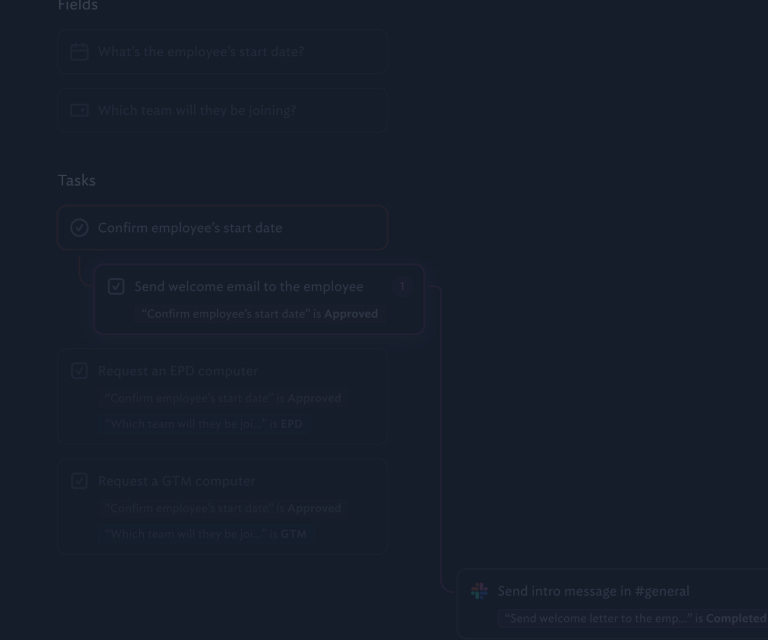 Fields
What's the employee's start date?
Which team will they be joining?
Tasks
Confirm employee's start date
Send welcome email to the employee 1
"Confirm employee's start date" is Approved
Request an EPD computer
"Confirm employee's start date" is Approved
"Which team will they be joi..." is EPD
Request a GTM computer
"Confirm employee's start date" is Approved
"Which team will they be joi..." is GTM
Send intro message in #general
"Send welcome letter to the emp..." is Completed